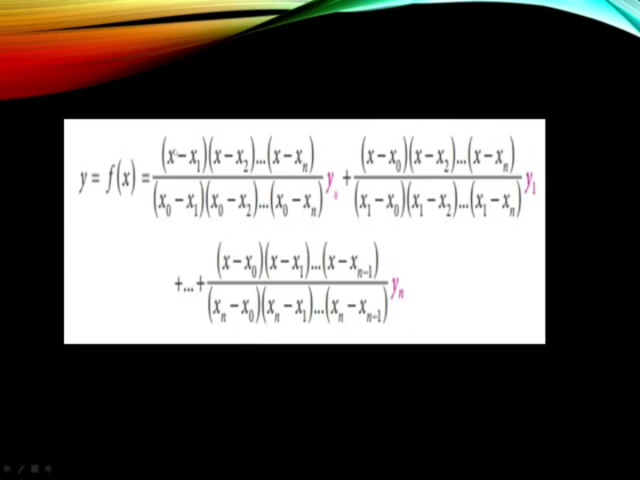 y = f(x) = (x − x₁)(x − x₂)...(x − xₙ) / (x₀ − x₁)(x₀ − x₂)...(x₀ − xₙ) y₀ + (x − x₀)(x − x₂)...(x − xₙ) / (x₁ − x₀)(x₁ − x₂)...(x₁ − xₙ) y₁
+...+ (x − x₀)(x − x₁)...(x − xₙ₋₁) / (xₙ − x₀)(xₙ − x₁)...(xₙ − xₙ₋₁) yₙ